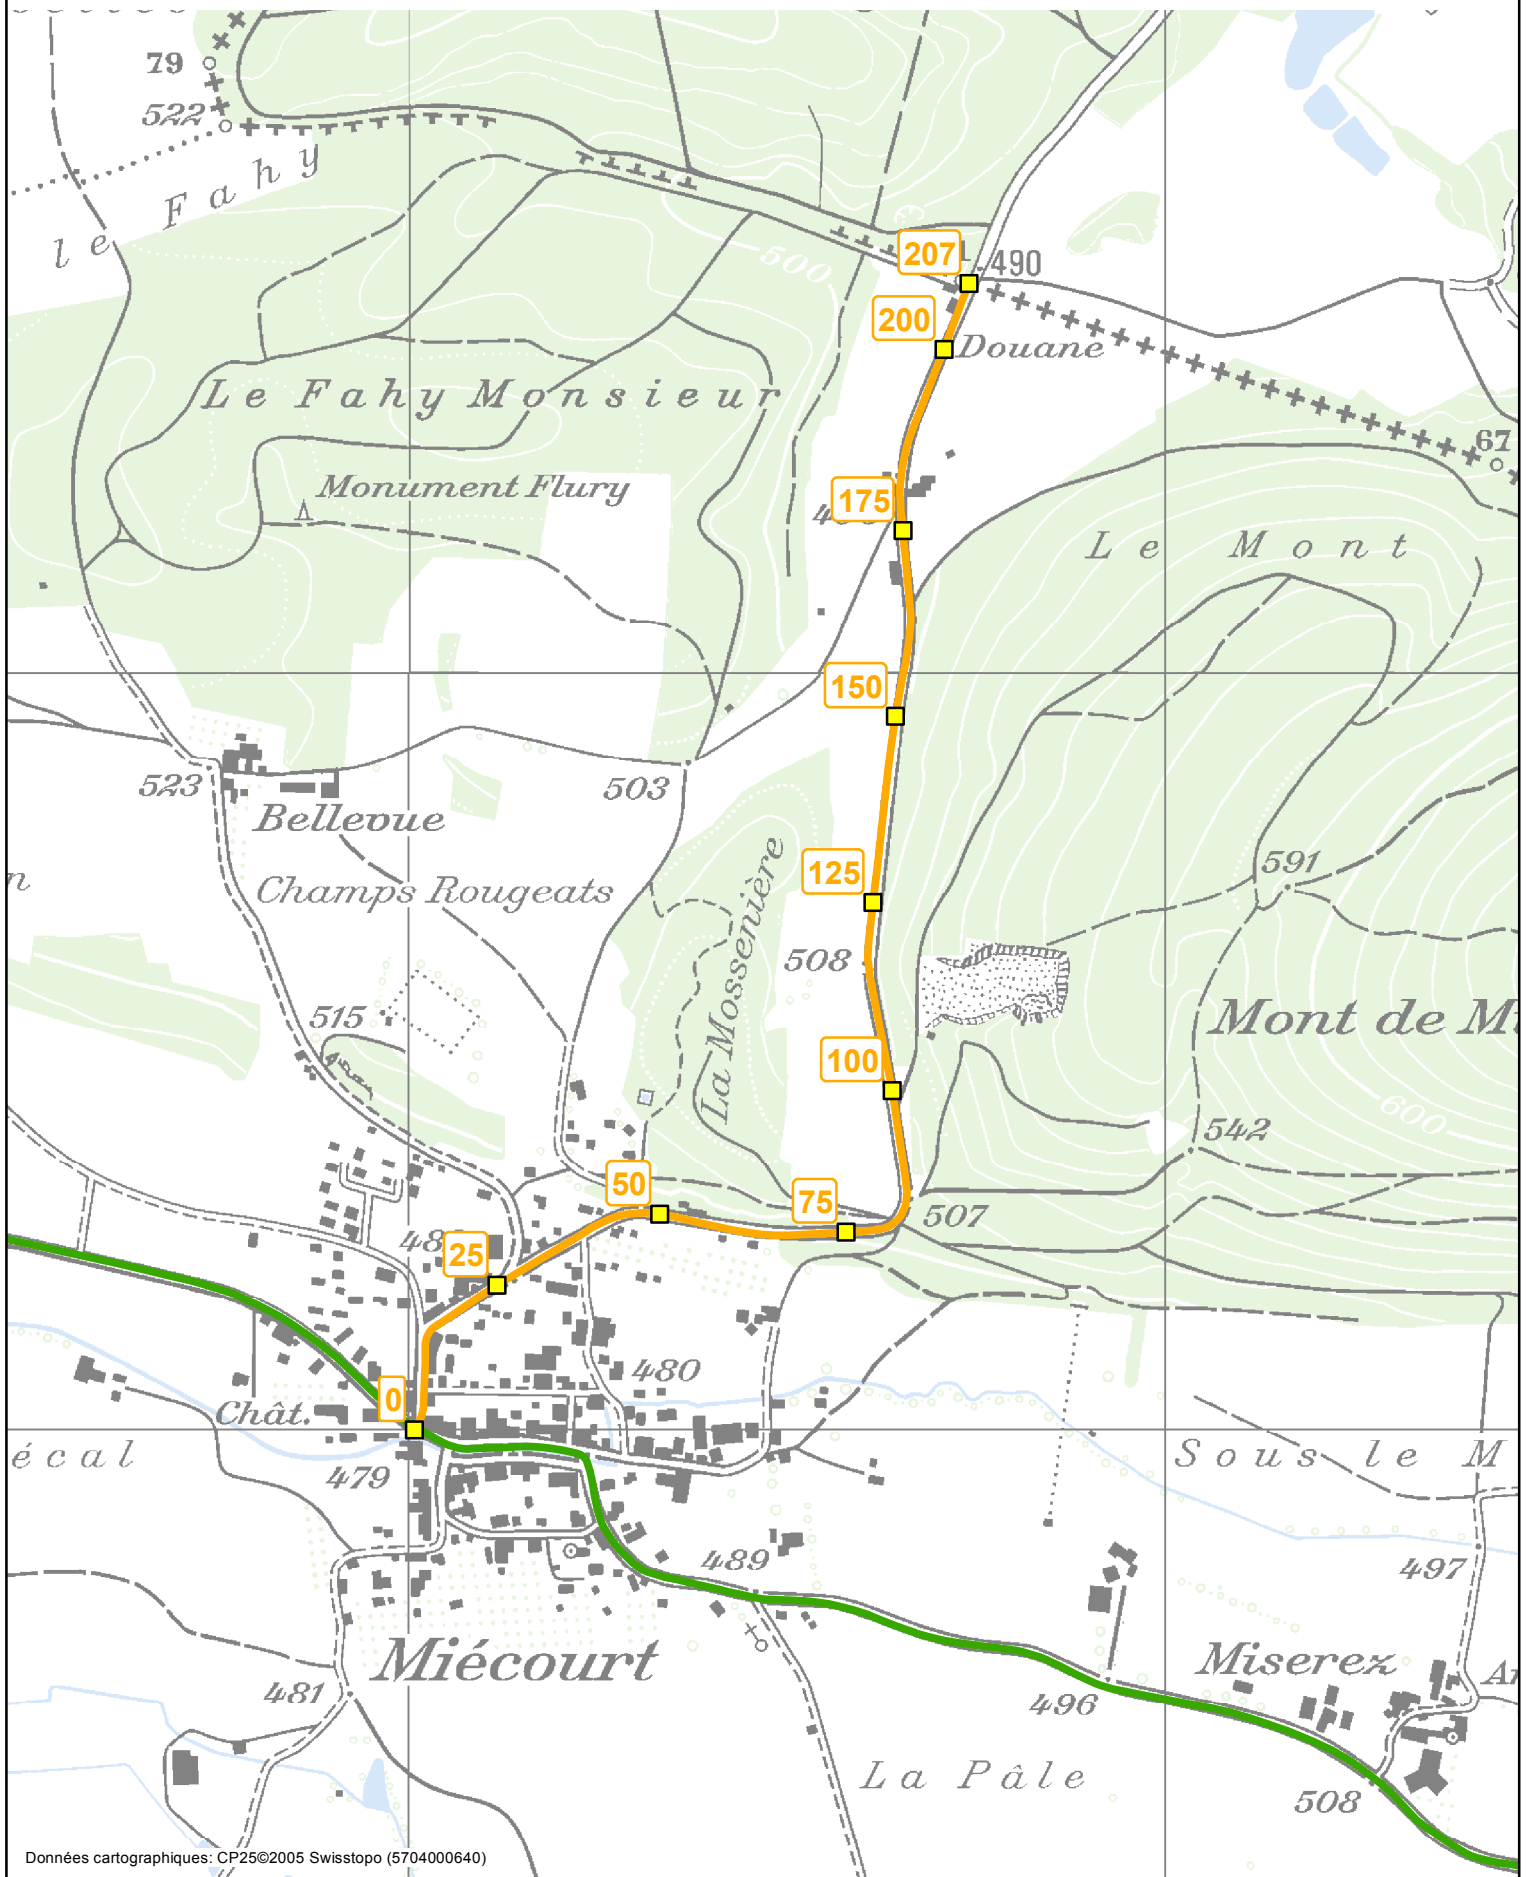 79
522
le Fahy
207
490
200
Douane
Le Fahy Monsieur
500
67
Monument Flury
175
Le Mont
150
523
503
Bellevue
125
591
Champs Rougeats
n
La Mossenière
508
515
Mont de M
100
600
542
50
75
507
25
480
0
Chât.
écal
479
Sous le M
489
497
Miécourt
Miserez
481
496
La Pâle
508
Données cartographiques: CP25©2005 Swisstopo (5704000640)